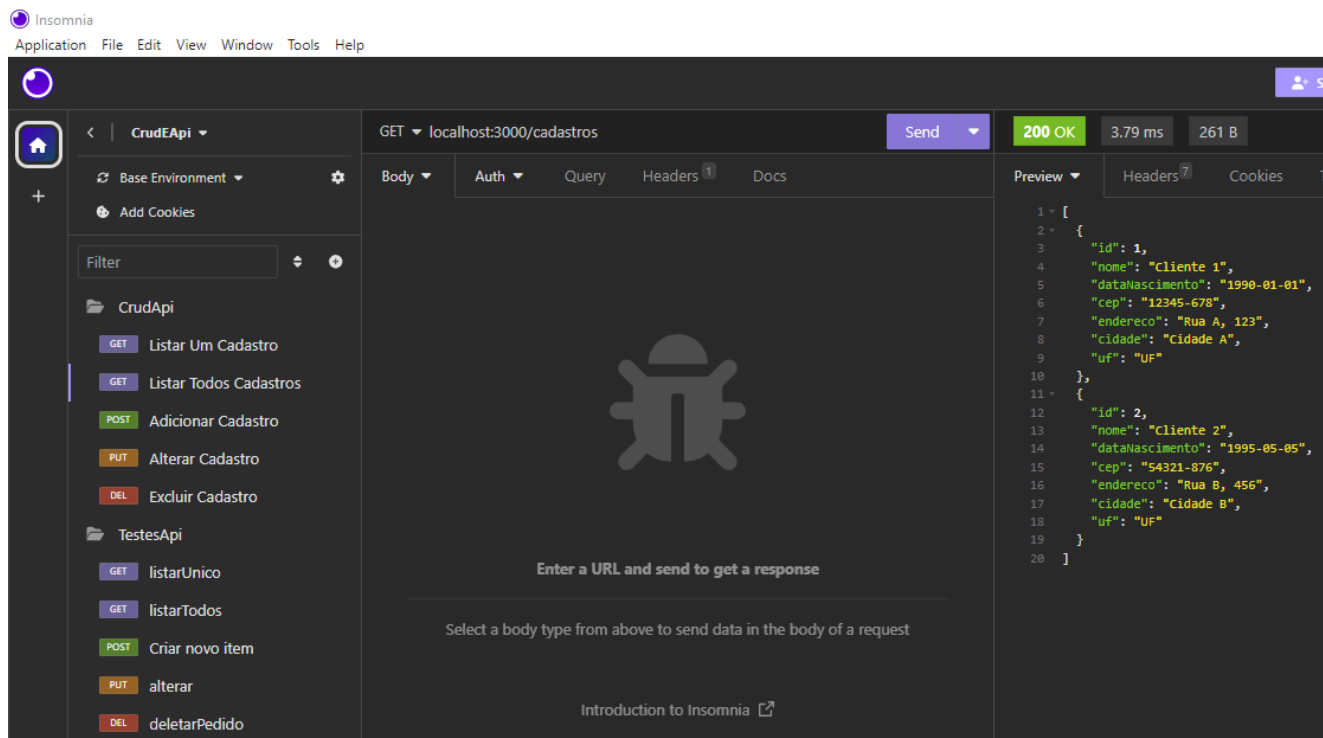 Insomnia
Application File Edit View Window Tools Help
CrudEApi
Base Environment
Add Cookies
Filter
CrudApi
GET Listar Um Cadastro
GET Listar Todos Cadastros
POST Adicionar Cadastro
PUT Alterar Cadastro
DEL Excluir Cadastro
TestesApi
GET listarUnico
GET listarTodos
POST Criar novo item
PUT alterar
DEL deletarPedido
GET localhost:3000/cadastros Send
Body Auth Query Headers 1 Docs
Enter a URL and send to get a response
Select a body type from above to send data in the body of a request
Introduction to Insomnia
200 OK 3.79 ms 261 B
Preview Headers 7 Cookies
1 [
2 {
3 "id": 1,
4 "nome": "Cliente 1",
5 "dataNascimento": "1990-01-01",
6 "cep": "12345-678",
7 "endereco": "Rua A, 123",
8 "cidade": "Cidade A",
9 "uf": "UF"
10 },
11 {
12 "id": 2,
13 "nome": "Cliente 2",
14 "dataNascimento": "1995-05-05",
15 "cep": "54321-876",
16 "endereco": "Rua B, 456",
17 "cidade": "Cidade B",
18 "uf": "UF"
19 }
20 ]